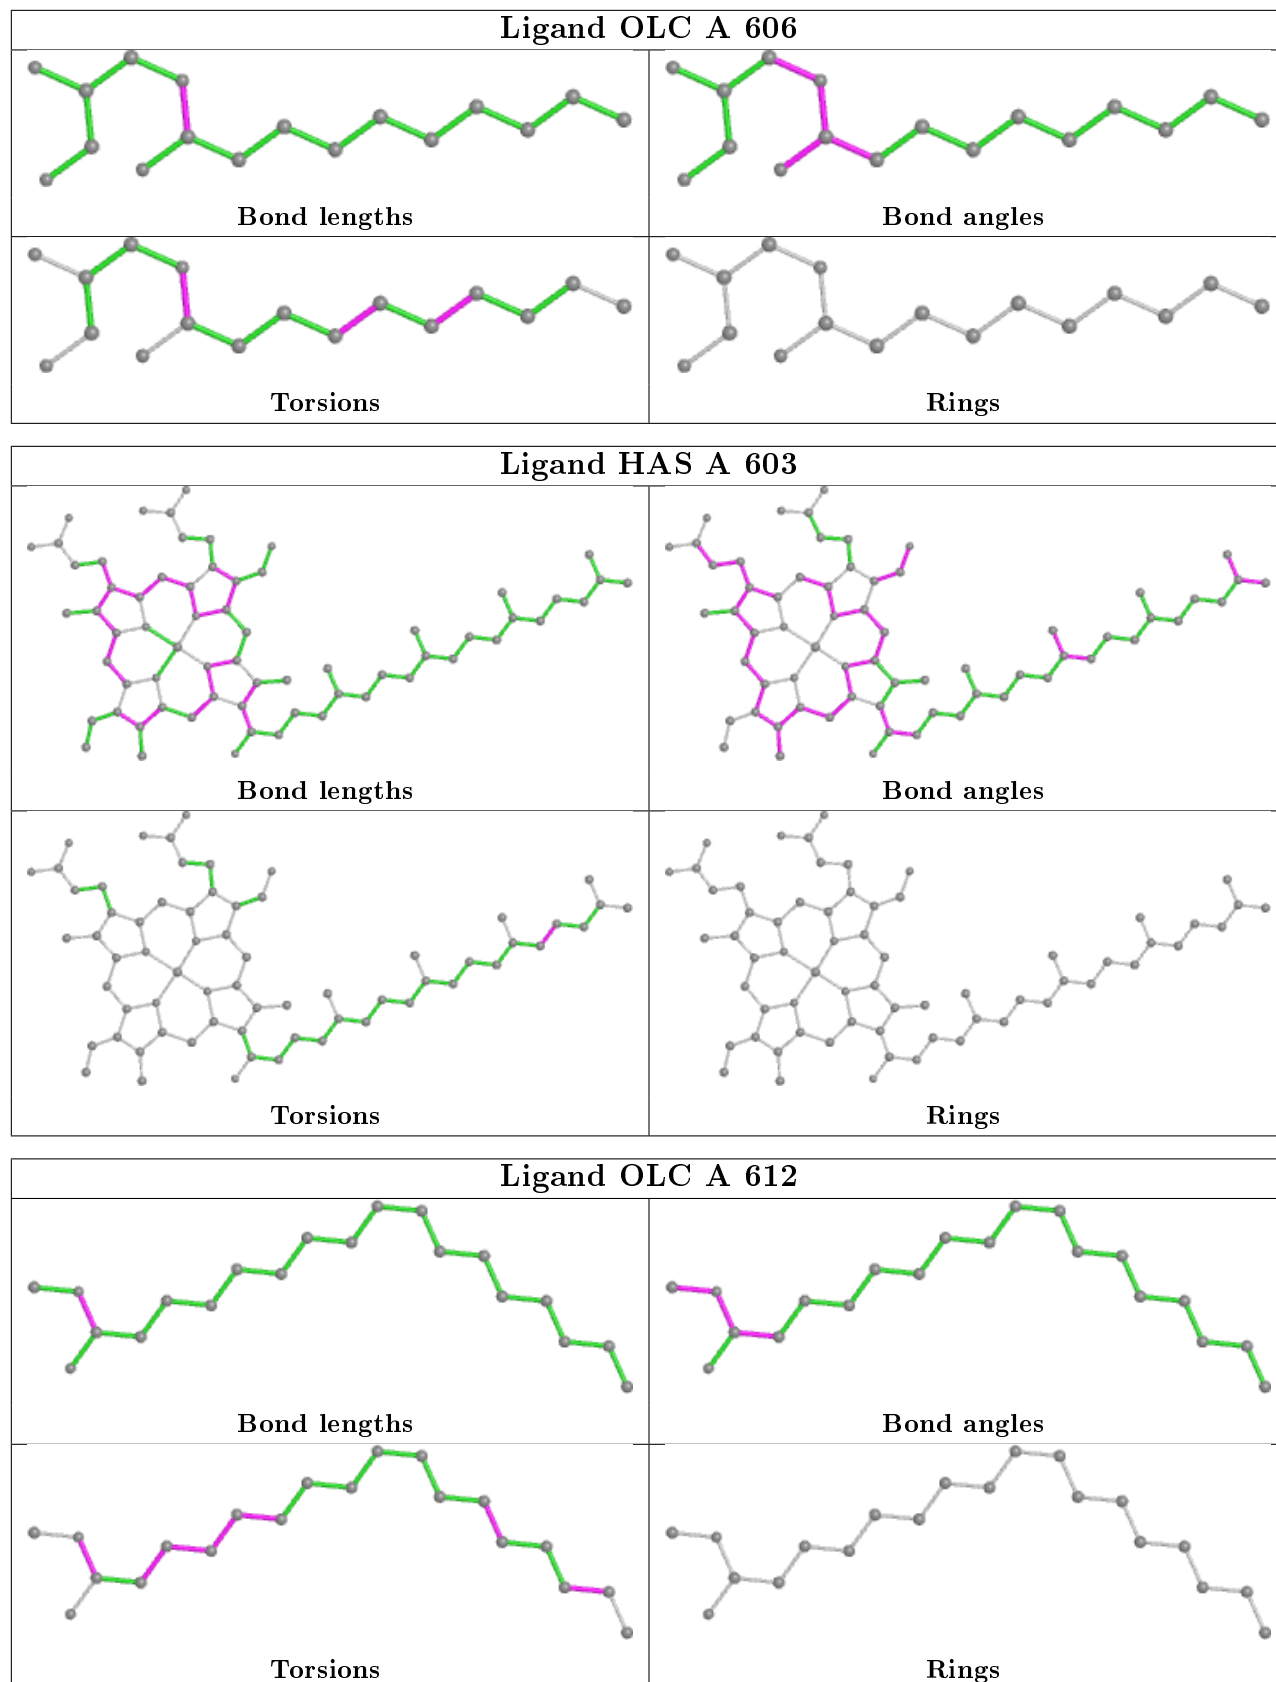 Ligand OLC A 606
Bond lengths
Bond angles
Torsions
Rings
Ligand HAS A 603
Bond lengths
Bond angles
Torsions
Rings
Ligand OLC A 612
Bond lengths
Bond angles
Torsions
Rings